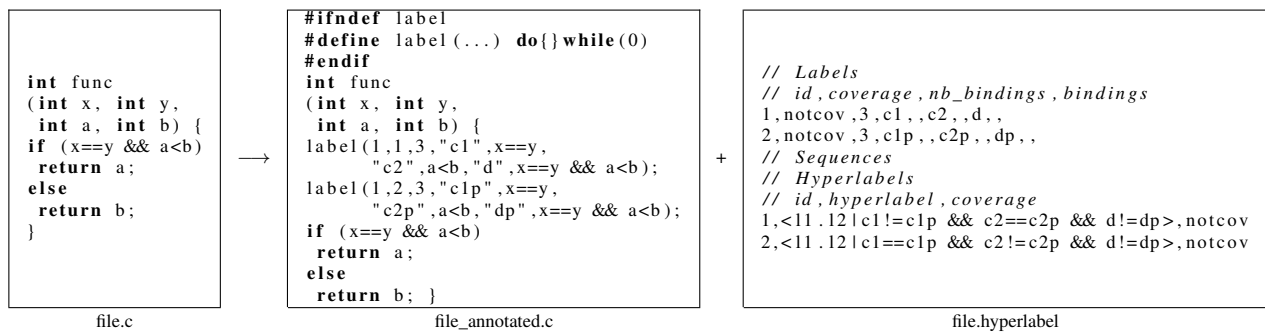 int func
(int x, int y,
int a, int b) {
if (x==y && a<b)
return a;
else
return b;
}
file.c
→
#ifndef label
#define label(...) do{}while(0)
#endif
int func
(int x, int y,
int a, int b) {
label(1,1,3,"c1",x==y,
"c2",a<b,"d",x==y && a<b);
label(1,2,3,"c1p",x==y,
"c2p",a<b,"dp",x==y && a<b);
if (x==y && a<b)
return a;
else
return b; }
file_annotated.c
+
// Labels
// id,coverage,nb_bindings,bindings
1,notcov,3,c1,,c2,,d,,
2,notcov,3,c1p,,c2p,,dp,,
// Sequences
// Hyperlabels
// id,hyperlabel,coverage
1,<l1.l2|c1!=c1p && c2==c2p && d!=dp>,notcov
2,<l1.l2|c1==c1p && c2!=c2p && d!=dp>,notcov
file.hyperlabel